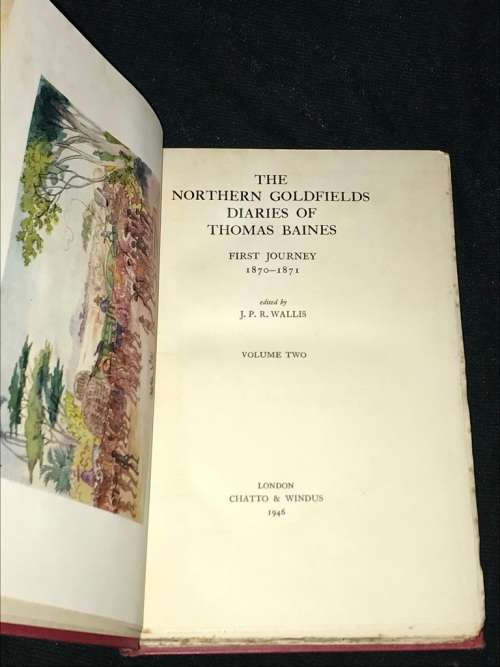 THE
NORTHERN GOLDFIELDS
DIARIES OF
THOMAS BAINES
FIRST JOURNEY
1870—1871
edited by
J. P. R. WALLIS
VOLUME TWO
LONDON
CHATTO & WINDUS
1946